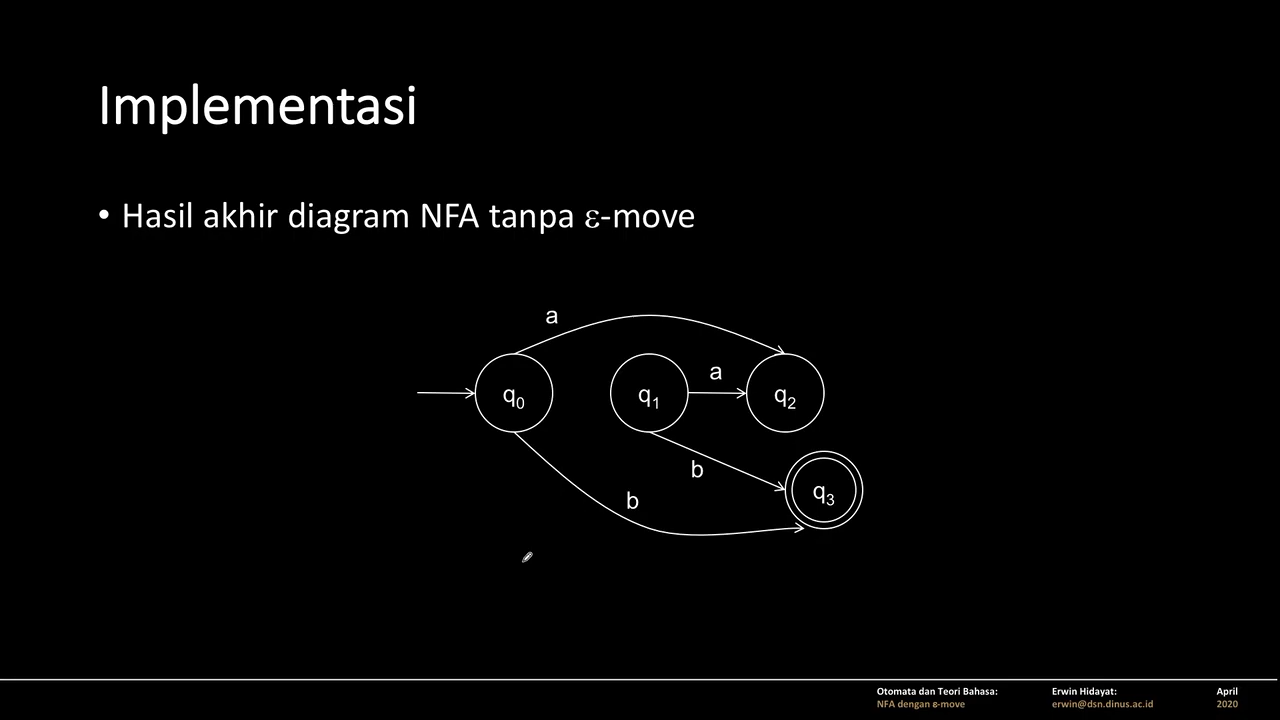 Implementasi
• Hasil akhir diagram NFA tanpa ε-move
a
q0 q1 a q2
b
q3
b
Otomata dan Teori Bahasa: Erwin Hidayat: April
NFA dengan ε-move erwin@dsn.dinus.ac.id 2020